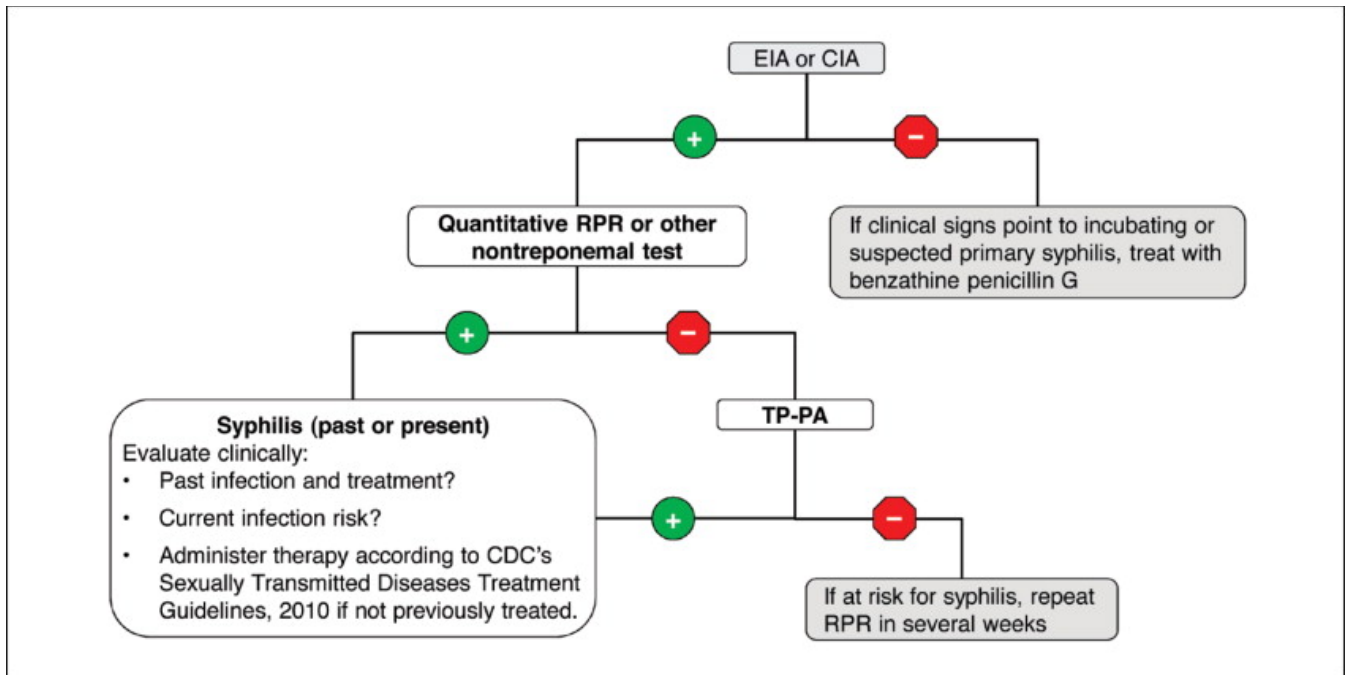 EIA or CIA
+
−
Quantitative RPR or other
nontreponemal test
If clinical signs point to incubating or
suspected primary syphilis, treat with
benzathine penicillin G
+
−
Syphilis (past or present)
Evaluate clinically:
• Past infection and treatment?
• Current infection risk?
• Administer therapy according to CDC's
Sexually Transmitted Diseases Treatment
Guidelines, 2010 if not previously treated.
TP-PA
+
−
If at risk for syphilis, repeat
RPR in several weeks